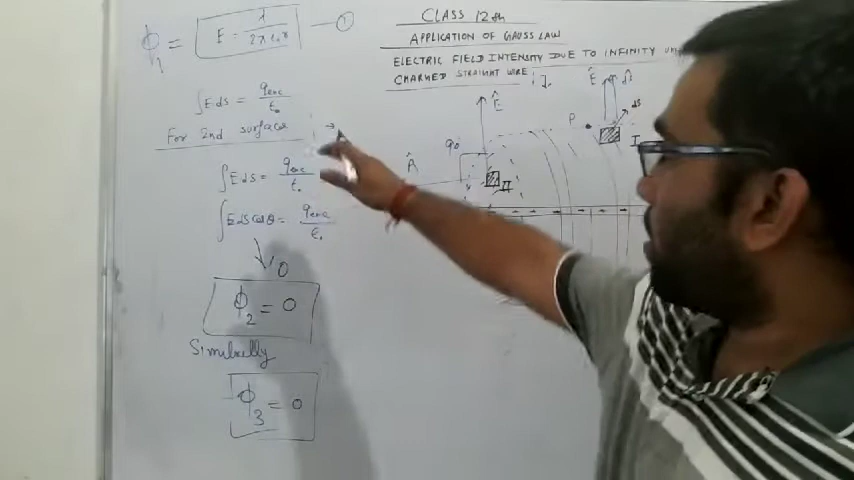 CLASS 12th
APPLICATION OF GAUSS LAW
ELECTRIC FIELD INTENSITY DUE TO INFINITY
CHARGED STRAIGHT WIRE :-
ϕ₁ = E = λ / 2πε₀r — ①
∫E ds = qenc / ε₀
For 2nd surface →
∫E ds = qenc / ε₀
∫E ds cosθ = qenc / ε₀
0
ϕ₂ = 0
Similarly
ϕ₃ = 0
Ê
90°
Â
II
P
Ê n̂
ds
I